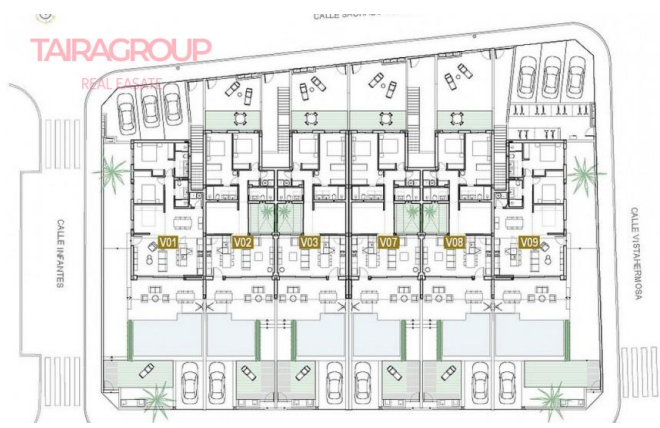 TAIRAGROUP
REAL EASATE
CALLE INFANTES
V01
V02
V03
V07
V08
V09
CALLE VISTAHERMOSA